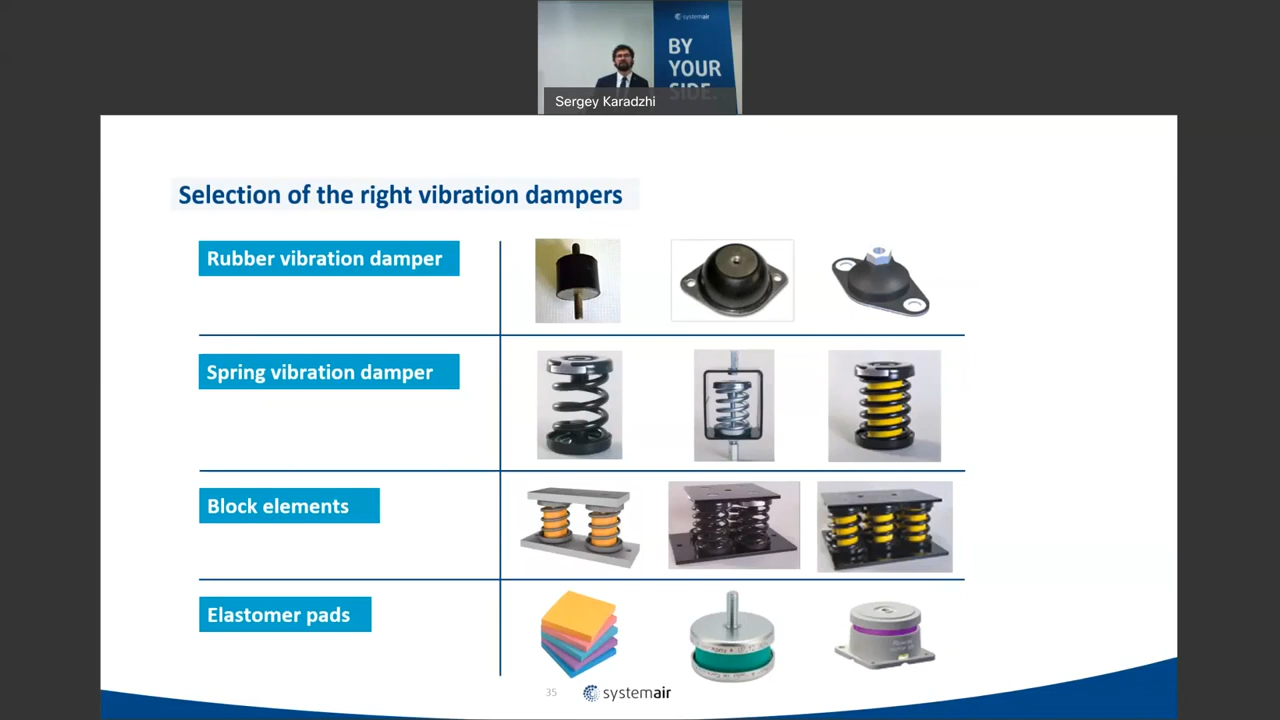 systemair
BY
YOUR
SIDE.
Sergey Karadzhi
Selection of the right vibration dampers
Rubber vibration damper
Spring vibration damper
Block elements
Elastomer pads
35
systemair